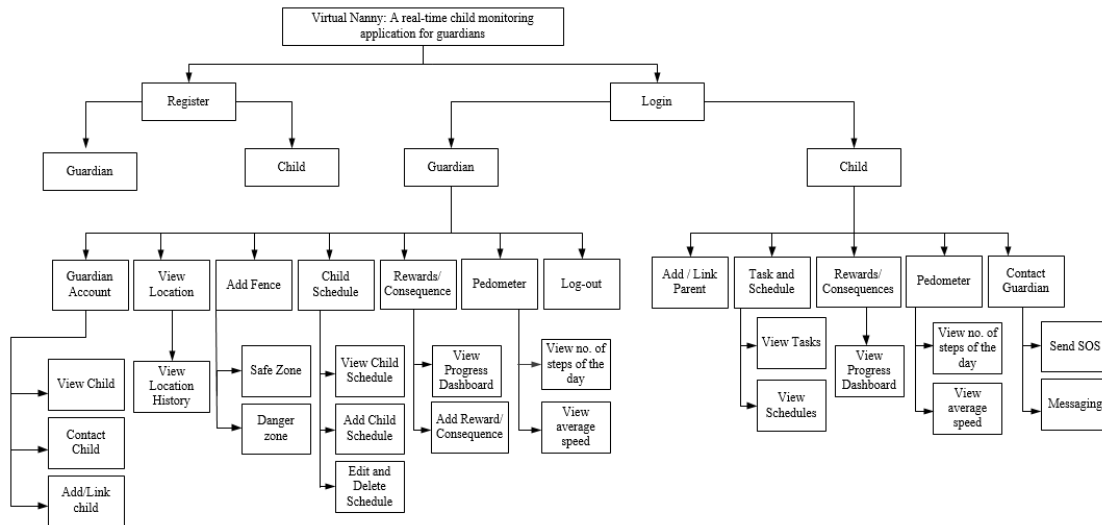 Virtual Nanny: A real-time child monitoring
application for guardians
Register
Login
Guardian
Child
Guardian
Child
Guardian
Account
View
Location
Add Fence
Child
Schedule
Rewards/
Consequence
Pedometer
Log-out
Add / Link
Parent
Task and
Schedule
Rewards/
Consequences
Pedometer
Contact
Guardian
View Child
Contact
Child
Add/Link
child
View
Location
History
Safe Zone
Danger
zone
View Child
Schedule
Add Child
Schedule
Edit and
Delete
Schedule
View
Progress
Dashboard
Add Reward/
Consequence
View no. of
steps of the
day
View
average
speed
View Tasks
View
Schedules
View
Progress
Dashboard
View no. of
steps of the
day
View
average
speed
Send SOS
Messaging